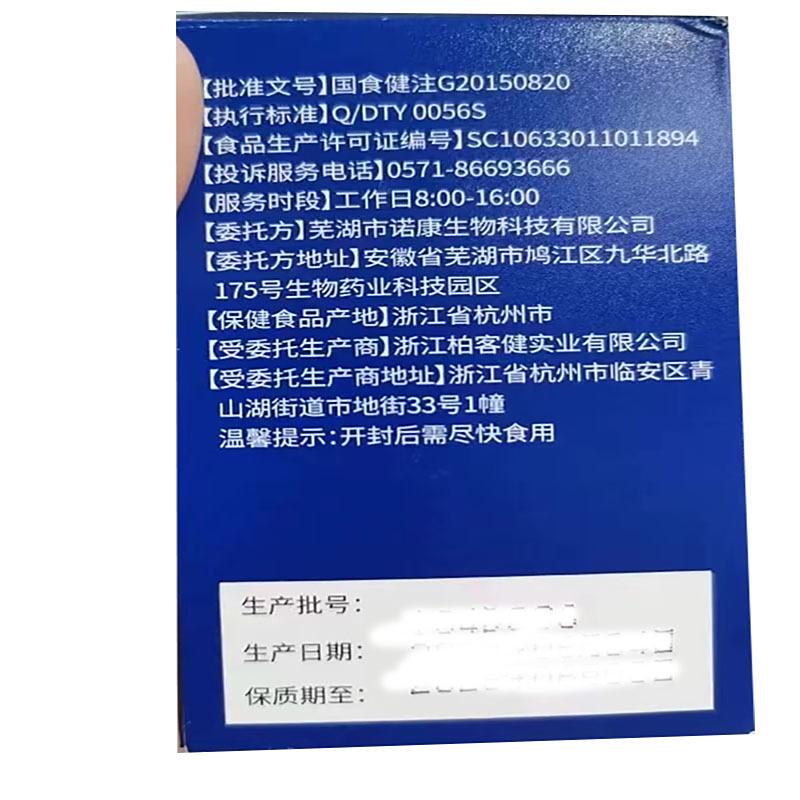 【批准文号】国食健注G20150820
【执行标准】Q/DTY 0056S
【食品生产许可证编号】SC10633011011894
【投诉服务电话】0571-86693666
【服务时段】工作日8:00-16:00
【委托方】芜湖市诺康生物科技有限公司
【委托方地址】安徽省芜湖市鸠江区九华北路
175号生物药业科技园区
【保健食品产地】浙江省杭州市
【受委托生产商】浙江柏客健实业有限公司
【受委托生产商地址】浙江省杭州市临安区青
山湖街道市地街33号1幢
温馨提示:开封后需尽快食用
生产批号:
生产日期:
保质期至: